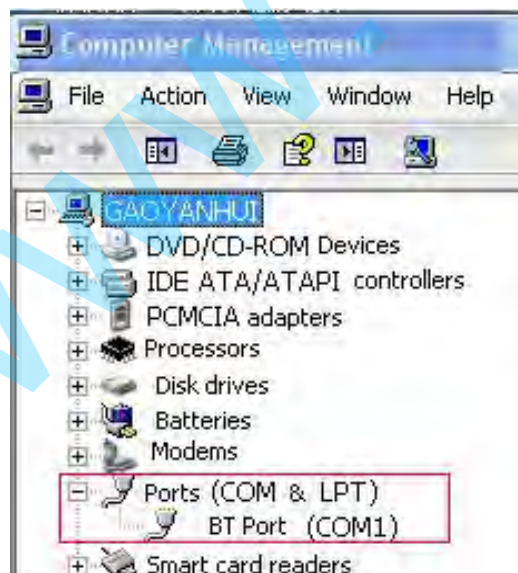 Computer Management
File Action View Window Help
GAOYANHUI
DVD/CD-ROM Devices
IDE ATA/ATAPI controllers
PCMCIA adapters
Processors
Disk drives
Batteries
Modems
Ports (COM & LPT)
BT Port (COM1)
Smart card readers